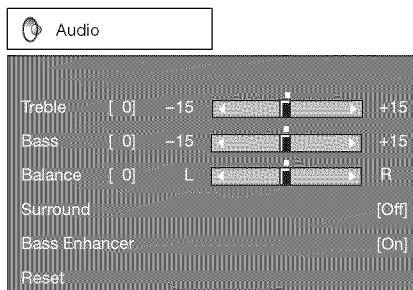 Audio
Treble [ 0] −15 +15
Bass [ 0] −15 +15
Balance [ 0] L R
Surround [Off]
Bass Enhancer [On]
Reset